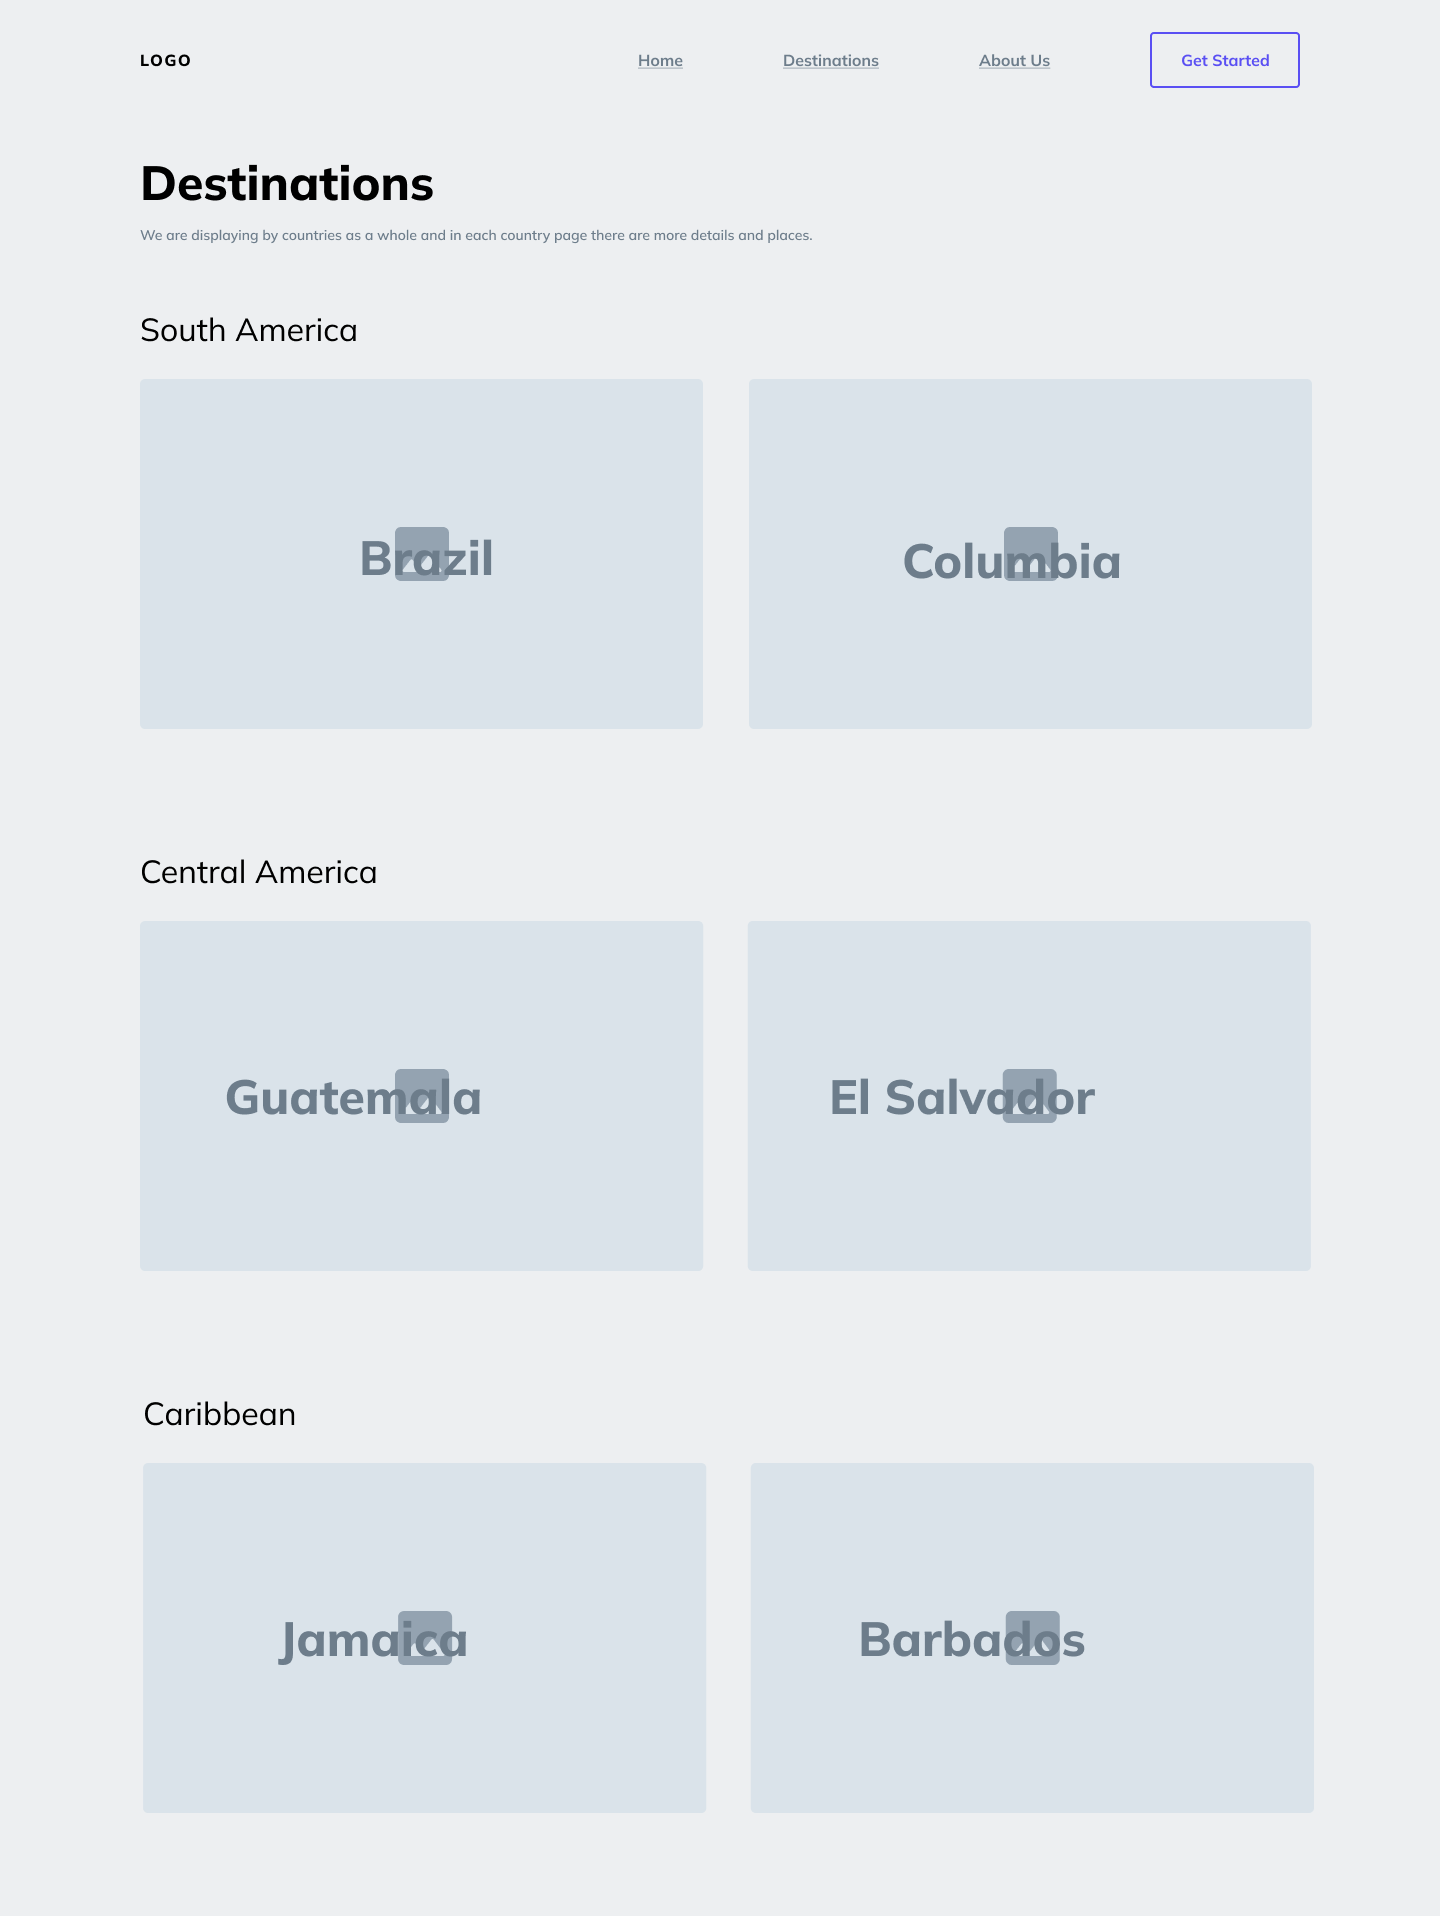 LOGO
Home
Destinations
About Us
Get Started
Destinations
We are displaying by countries as a whole and in each country page there are more details and places.
South America
Brazil
Columbia
Central America
Guatemala
El Salvador
Caribbean
Jamaica
Barbados